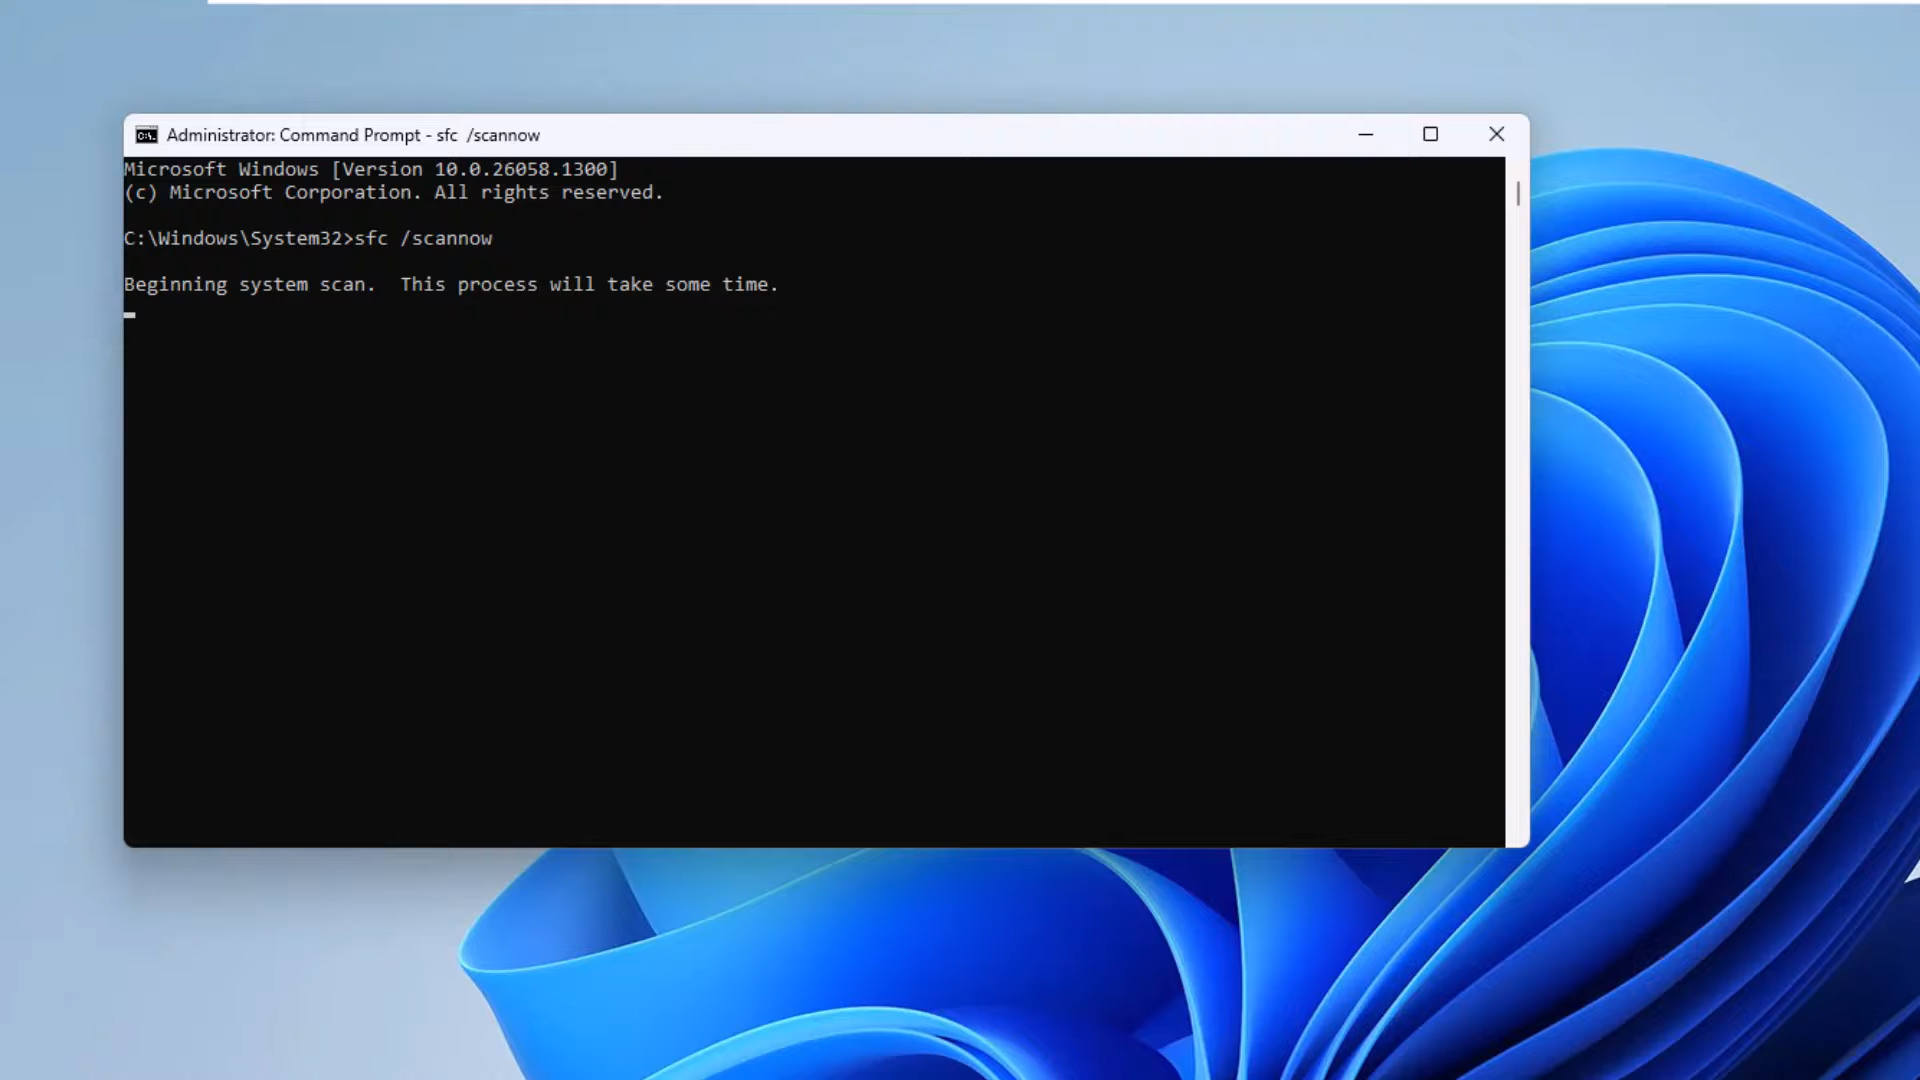 Administrator: Command Prompt - sfc  /scannow
Microsoft Windows [Version 10.0.26058.1300]
(c) Microsoft Corporation. All rights reserved.
C:\Windows\System32>sfc /scannow
Beginning system scan.  This process will take some time.